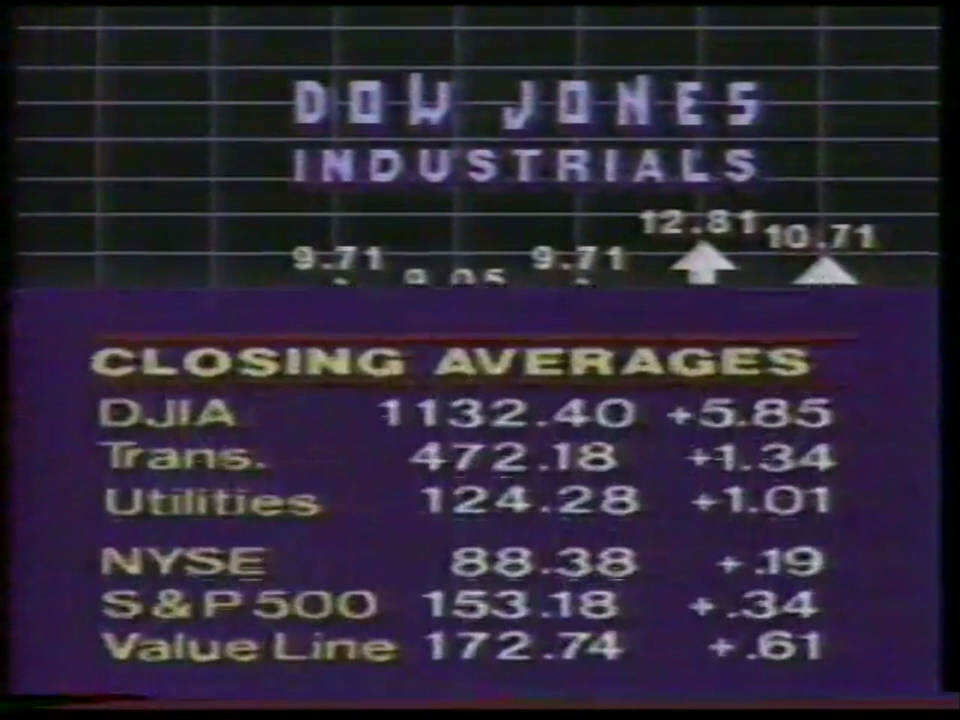 DOW JONES
INDUSTRIALS
12.81 10.71
9.71 9.05 9.71
CLOSING AVERAGES
DJIA 1132.40 +5.85
Trans. 472.18 +1.34
Utilities 124.28 +1.01
NYSE 88.38 +.19
S&P 500 153.18 +.34
Value Line 172.74 +.61